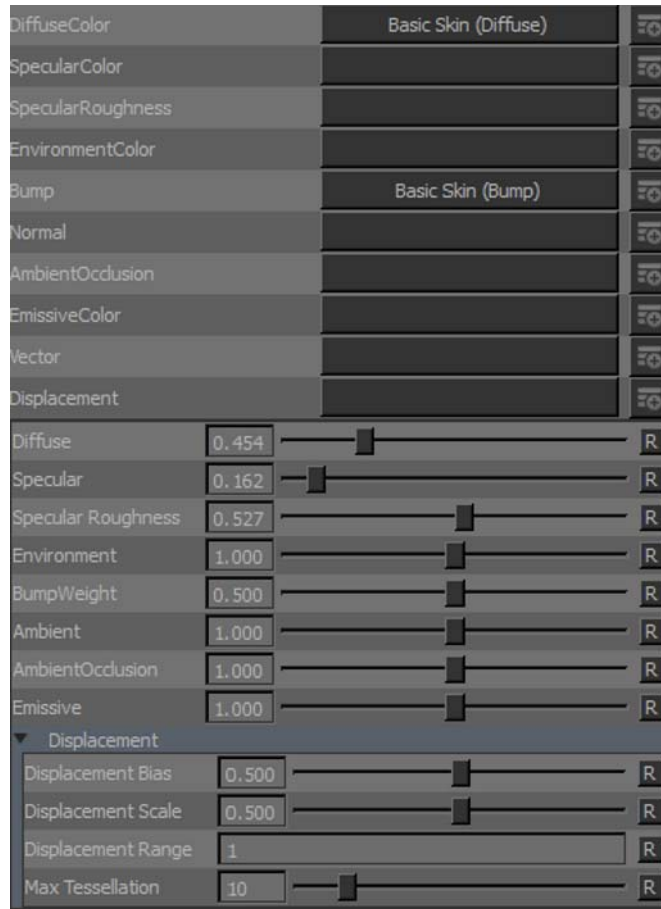 DiffuseColor Basic Skin (Diffuse)
SpecularColor
SpecularRoughness
EnvironmentColor
Bump Basic Skin (Bump)
Normal
AmbientOcclusion
EmissiveColor
Vector
Displacement
Diffuse 0.454 R
Specular 0.162 R
Specular Roughness 0.527 R
Environment 1.000 R
BumpWeight 0.500 R
Ambient 1.000 R
AmbientOcclusion 1.000 R
Emissive 1.000 R
Displacement
Displacement Bias 0.500 R
Displacement Scale 0.500 R
Displacement Range 1 R
Max Tessellation 10 R